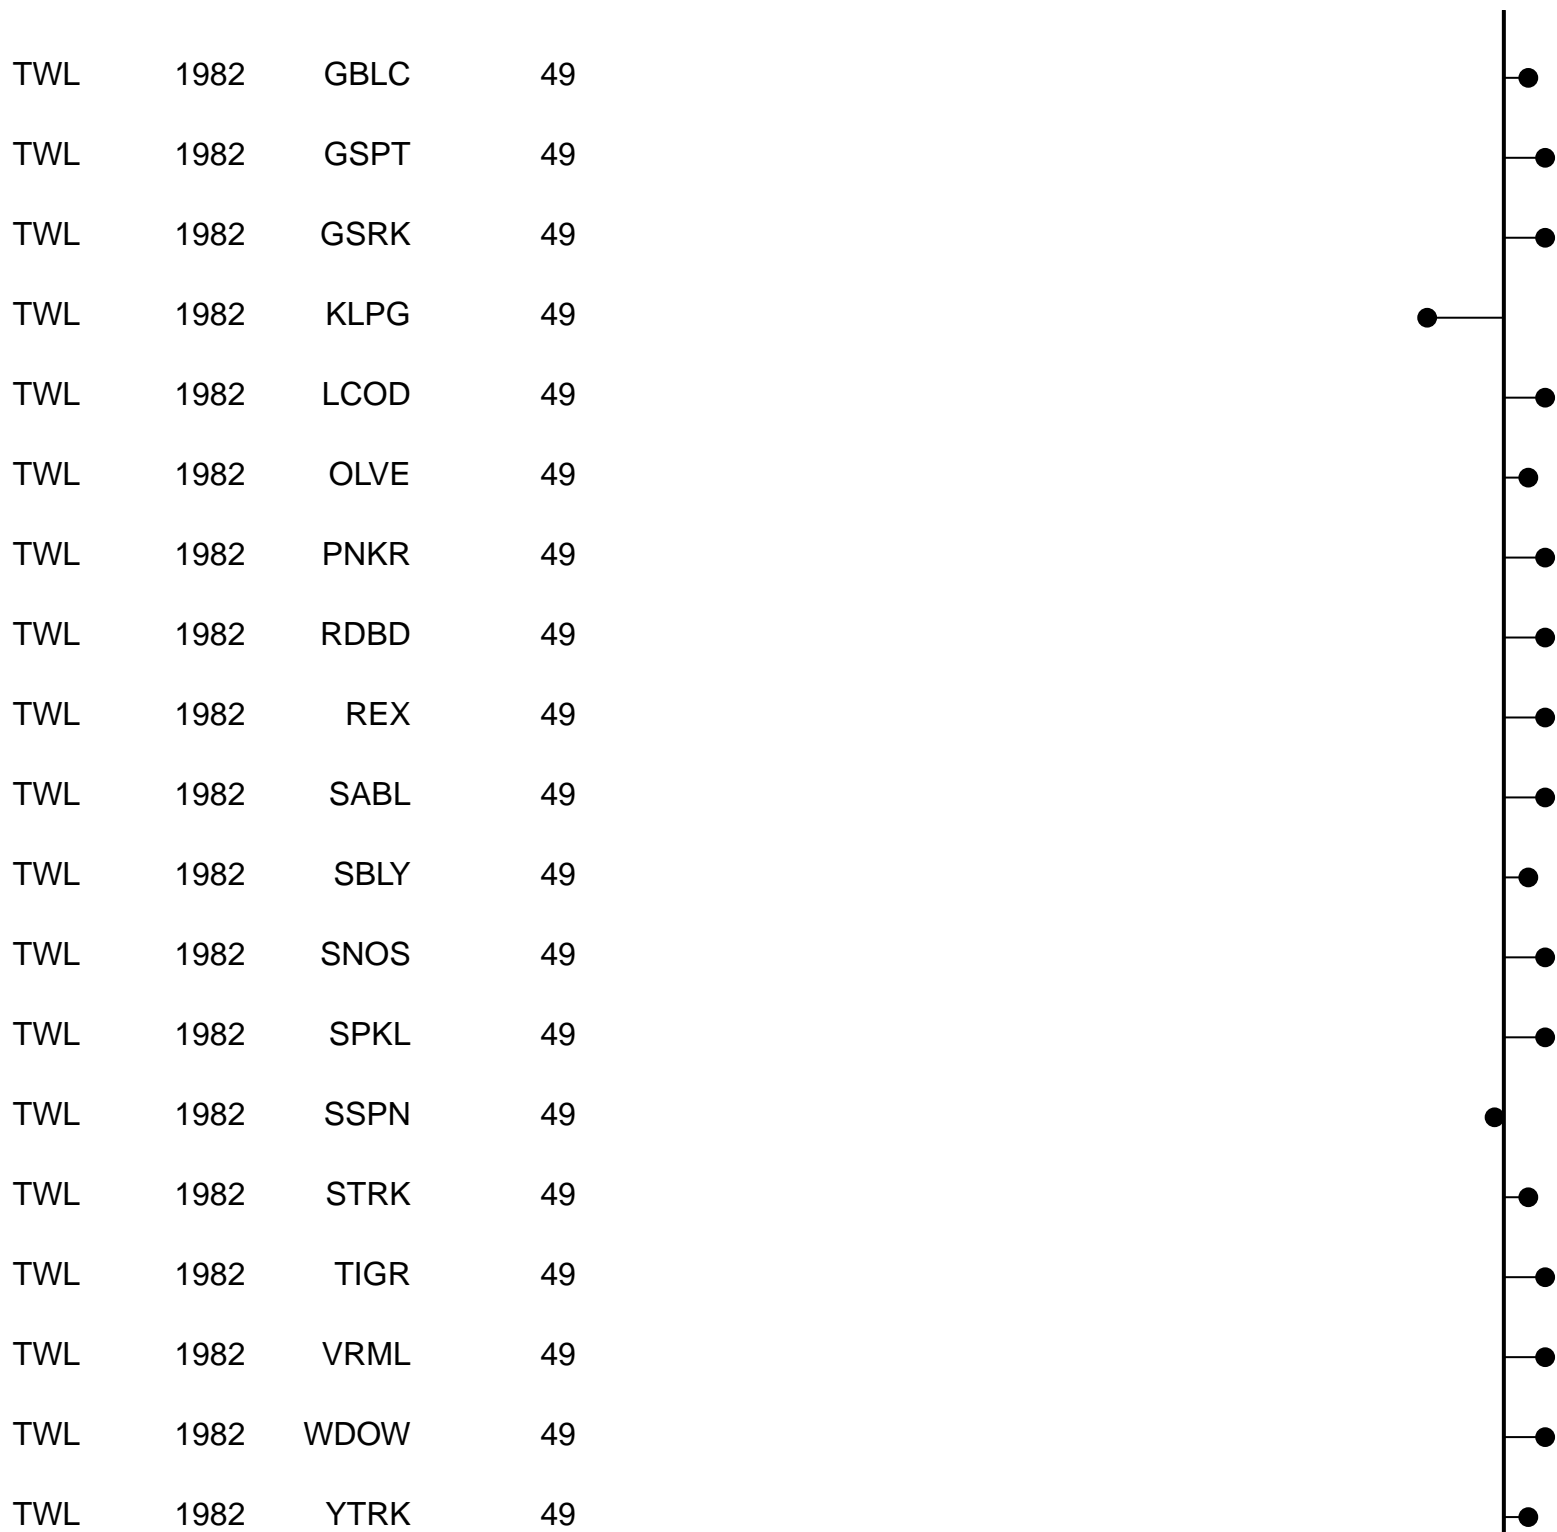 TWL 1982 GBLC 49
TWL 1982 GSPT 49
TWL 1982 GSRK 49
TWL 1982 KLPG 49
TWL 1982 LCOD 49
TWL 1982 OLVE 49
TWL 1982 PNKR 49
TWL 1982 RDBD 49
TWL 1982 REX 49
TWL 1982 SABL 49
TWL 1982 SBLY 49
TWL 1982 SNOS 49
TWL 1982 SPKL 49
TWL 1982 SSPN 49
TWL 1982 STRK 49
TWL 1982 TIGR 49
TWL 1982 VRML 49
TWL 1982 WDOW 49
TWL 1982 YTRK 49